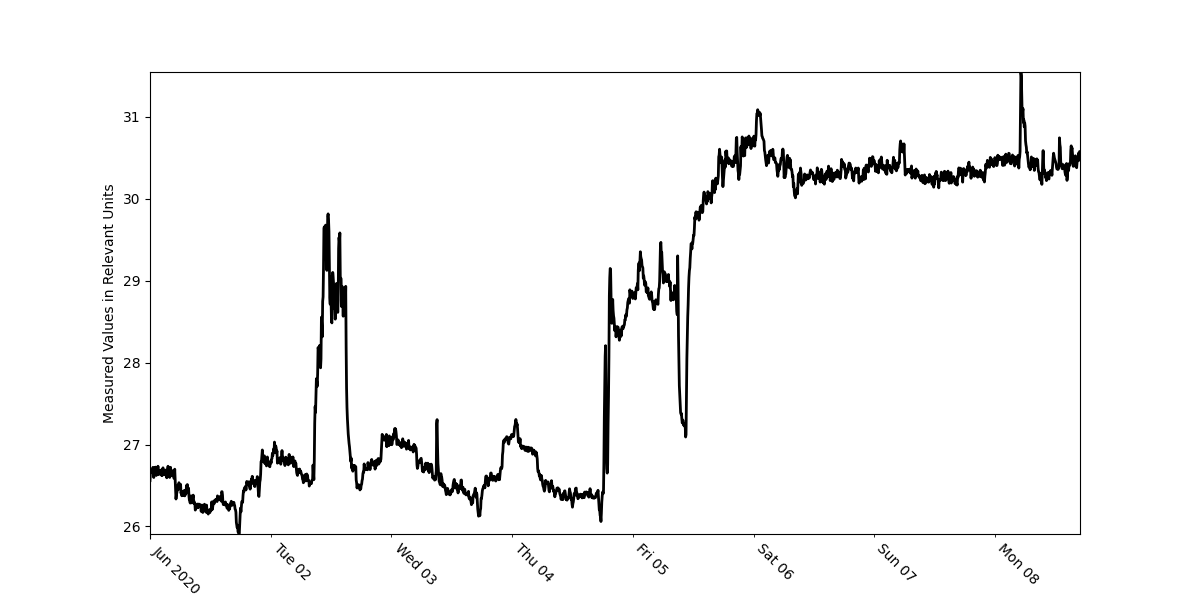 31
30
29
28
27
26
Measured Values in Relevant Units
Jun 2020
Tue 02
Wed 03
Thu 04
Fri 05
Sat 06
Sun 07
Mon 08